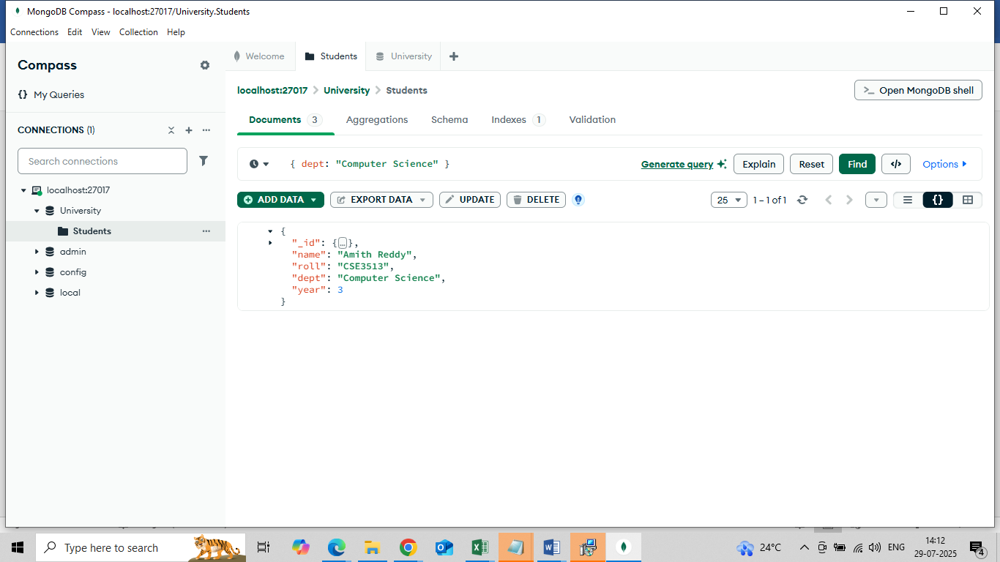 MongoDB Compass - localhost:27017/University.Students
Connections Edit View Collection Help
Compass
{} My Queries
CONNECTIONS (1)
Search connections
localhost:27017
University
Students
admin
config
local
Welcome Students University
localhost:27017 > University > Students
>_ Open MongoDB shell
Documents 3 Aggregations Schema Indexes 1 Validation
{ dept: "Computer Science" }
Generate query Explain Reset Find </> Options
ADD DATA EXPORT DATA UPDATE DELETE
25 1 – 1 of 1 {}
{
"_id": {…},
"name": "Amith Reddy",
"roll": "CSE3513",
"dept": "Computer Science",
"year": 3
}
Type here to search
24°C ENG
14:12
29-07-2025
4